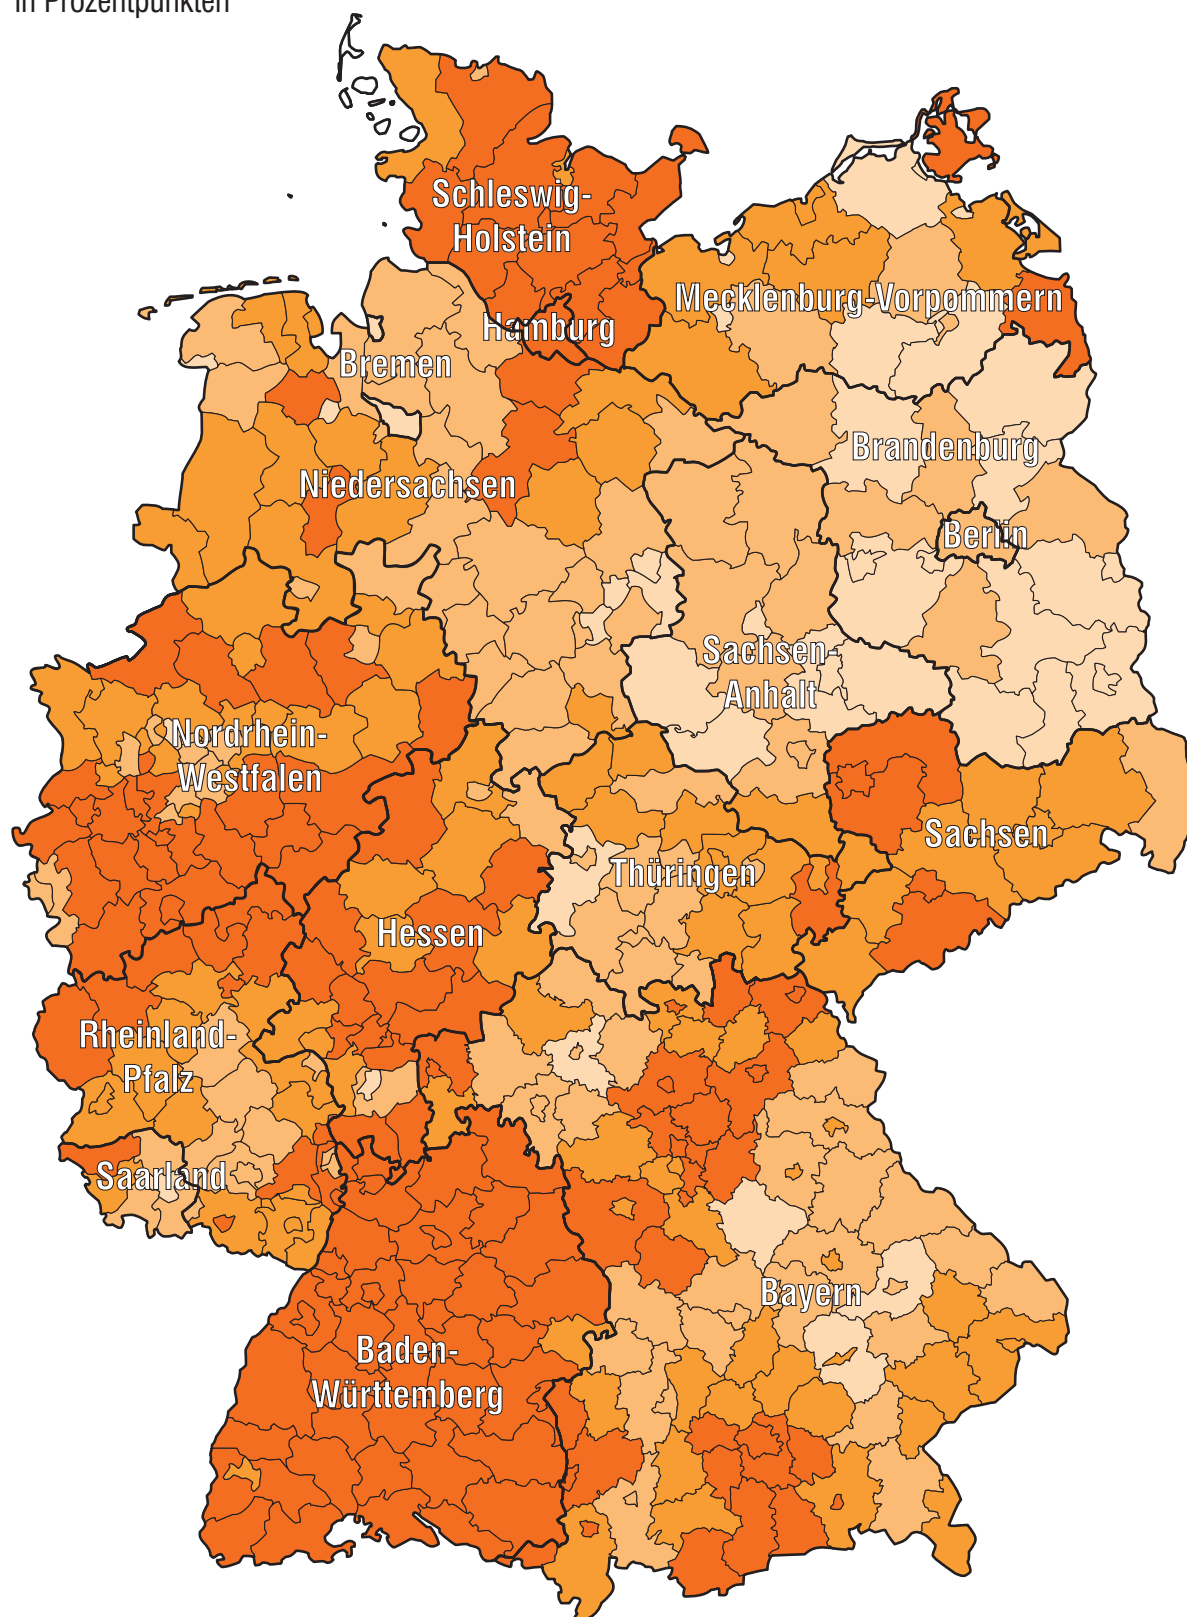 in Prozentpunkten
Schleswig-
Holstein
Mecklenburg-Vorpommern
Hamburg
Bremen
Brandenburg
Niedersachsen
Berlin
Sachsen-
Anhalt
Nordrhein-
Westfalen
Sachsen
Thüringen
Hessen
Rheinland-
Pfalz
Saarland
Bayern
Baden-
Württemberg